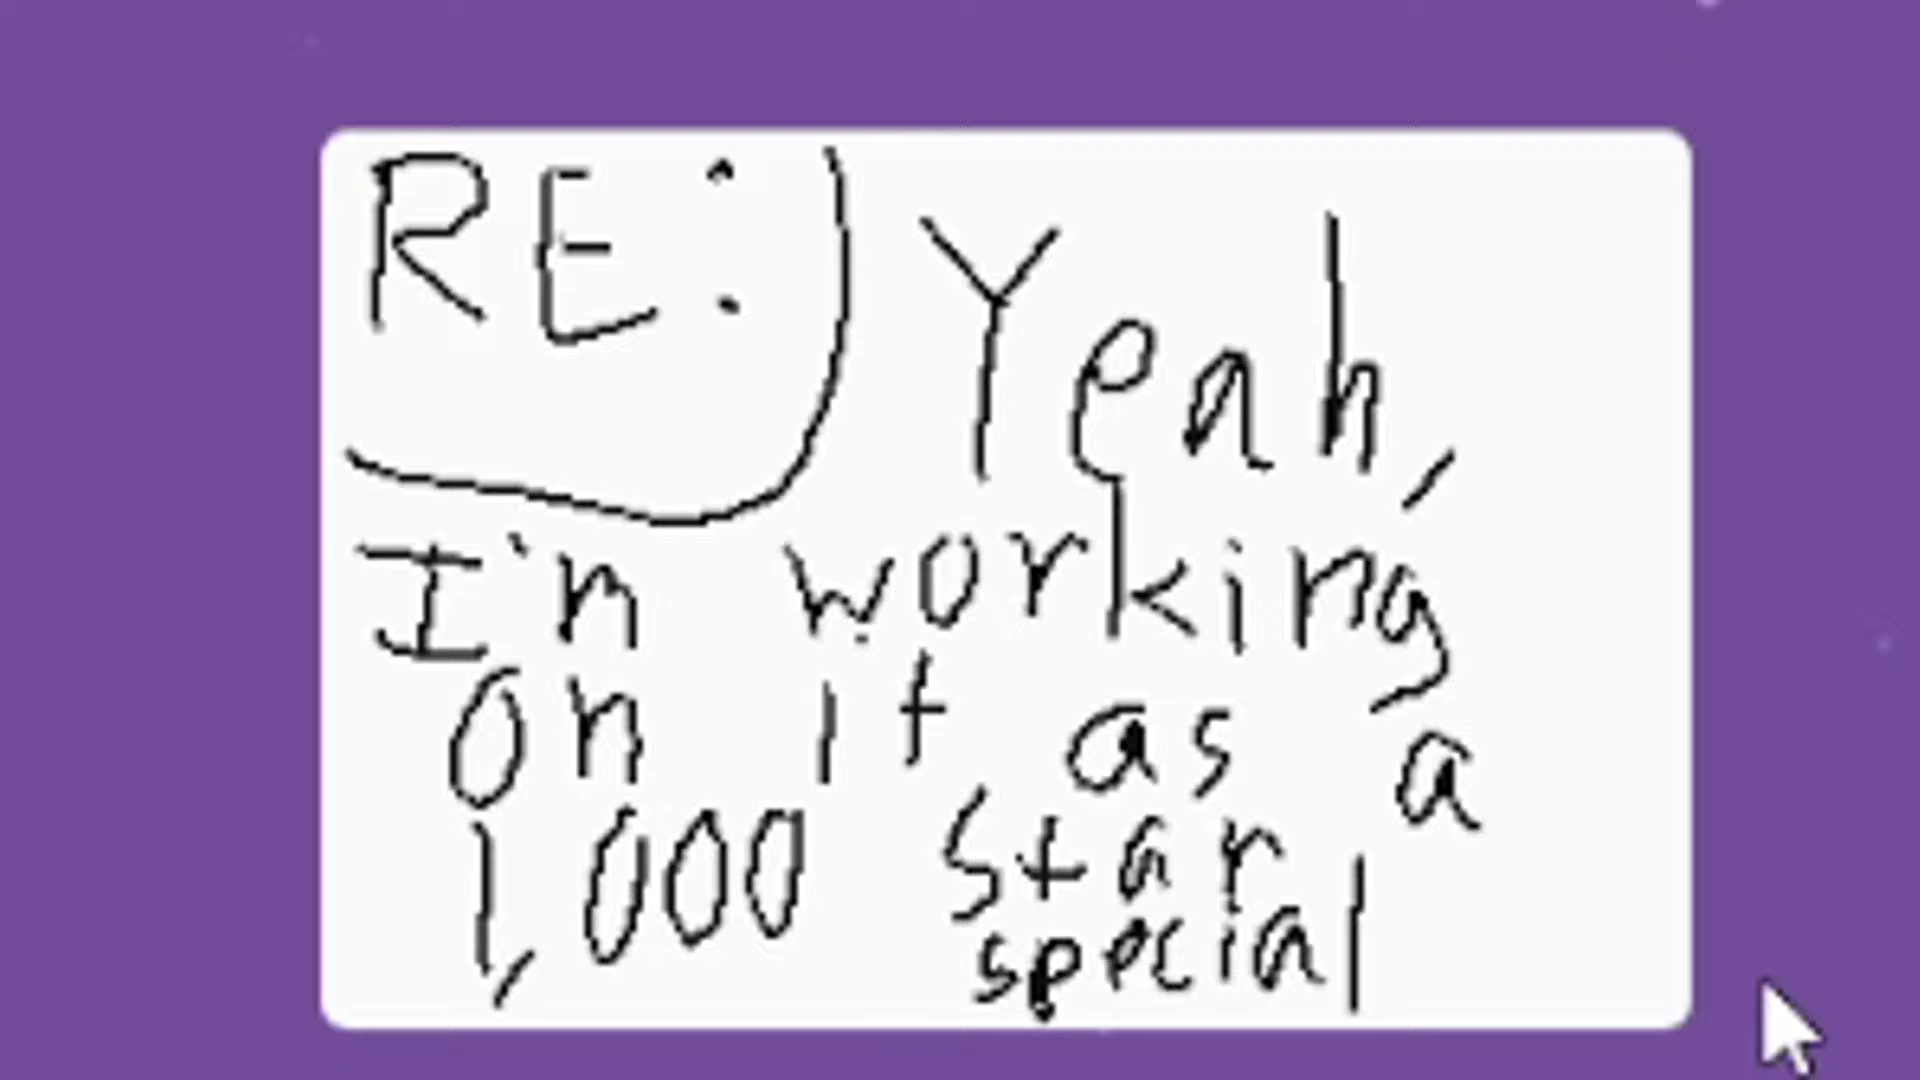 RE: Yeah,
I'm working
on it as a
1,000 star
special